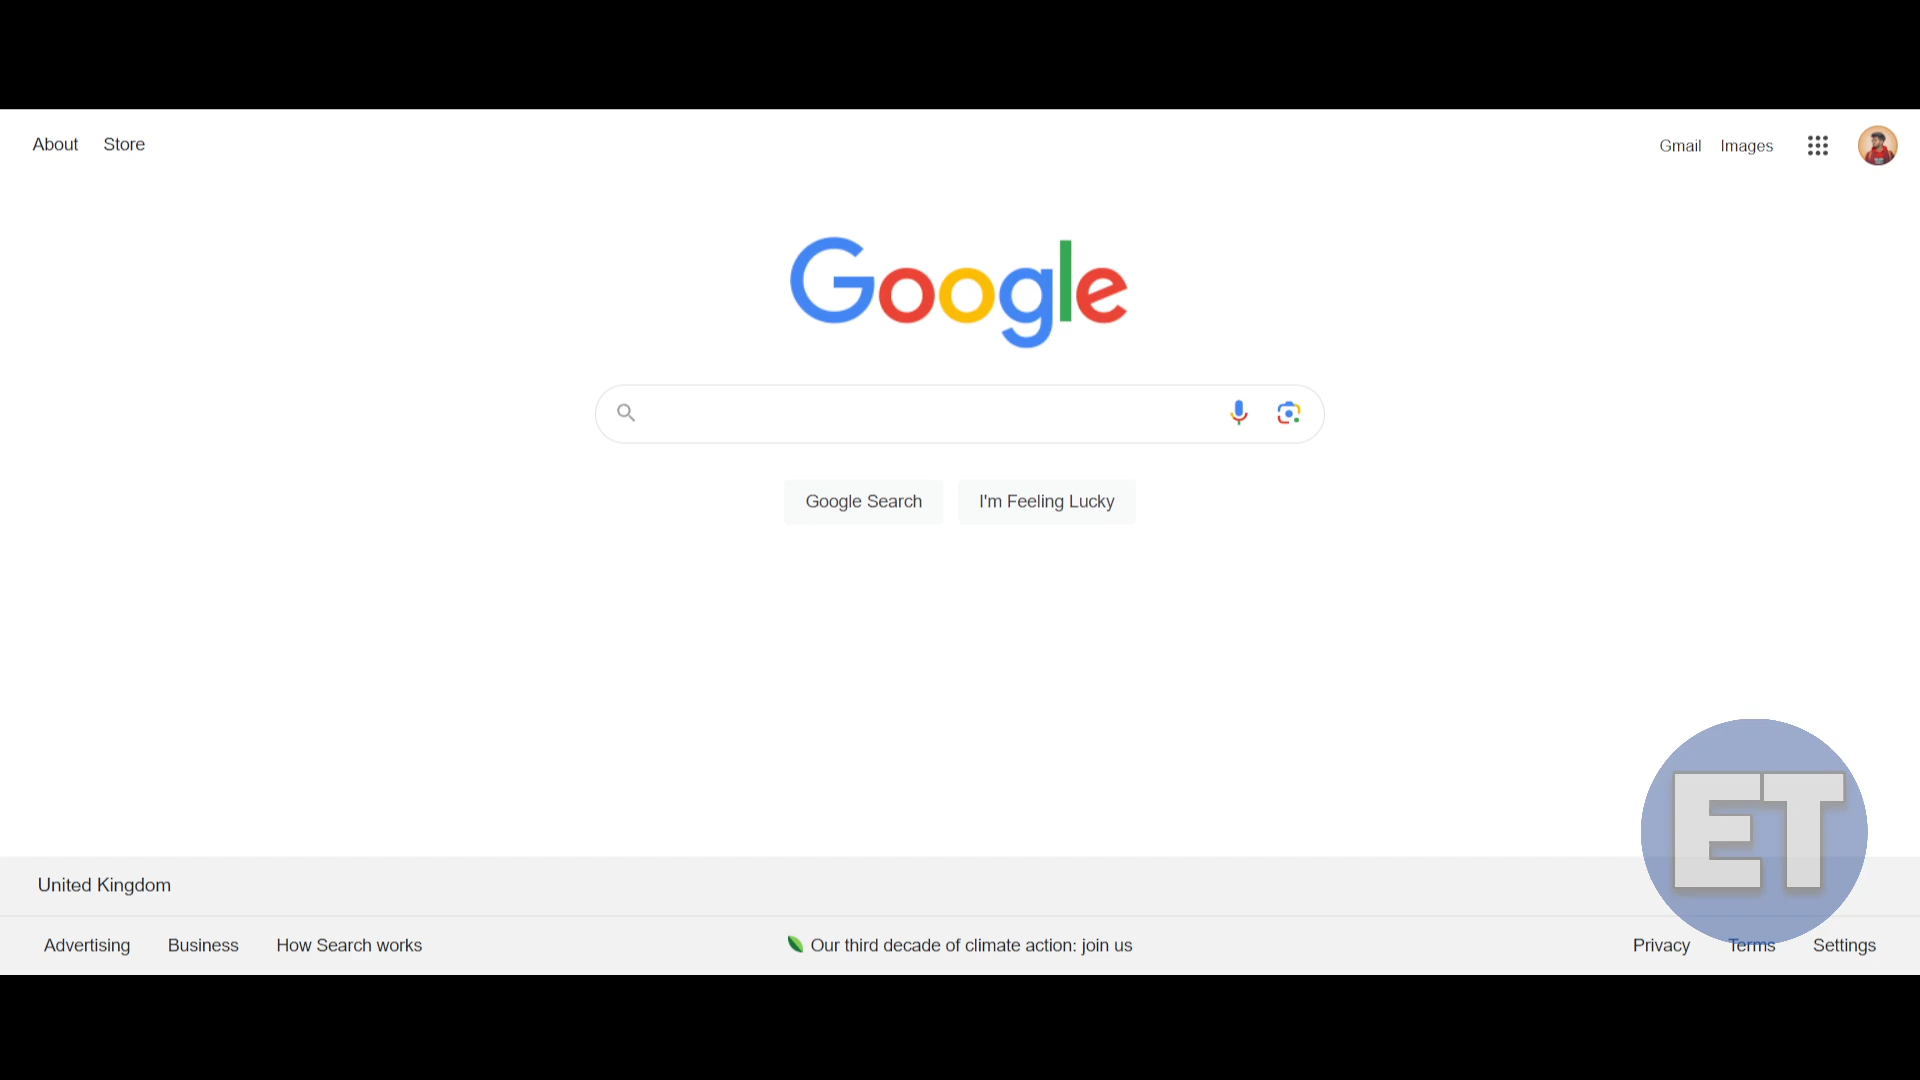 About Store
Gmail Images
Google
Google Search I'm Feeling Lucky
ET
United Kingdom
Advertising Business How Search works Our third decade of climate action: join us Privacy Terms Settings